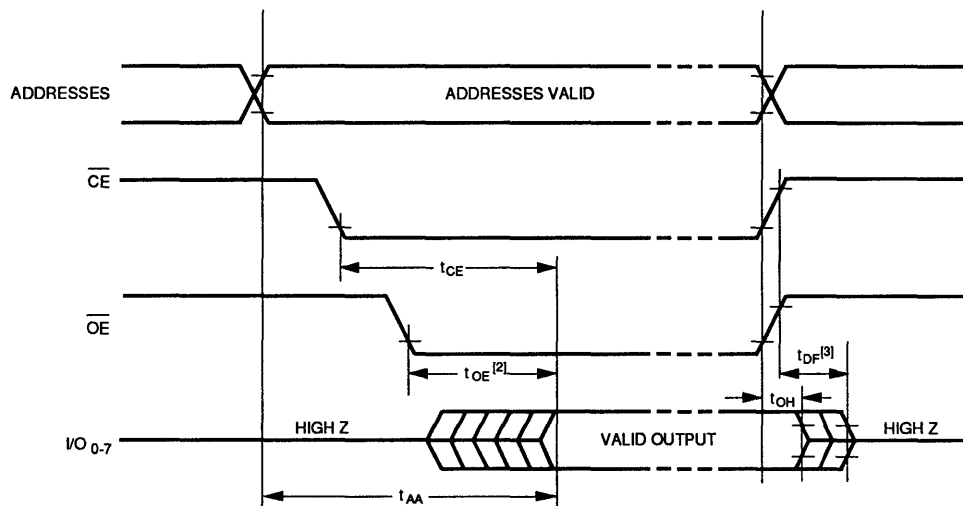 ADDRESSES
ADDRESSES VALID
CE
tCE
OE
tOE[2]
tDF[3]
tOH
I/O 0-7
HIGH Z
VALID OUTPUT
HIGH Z
tAA